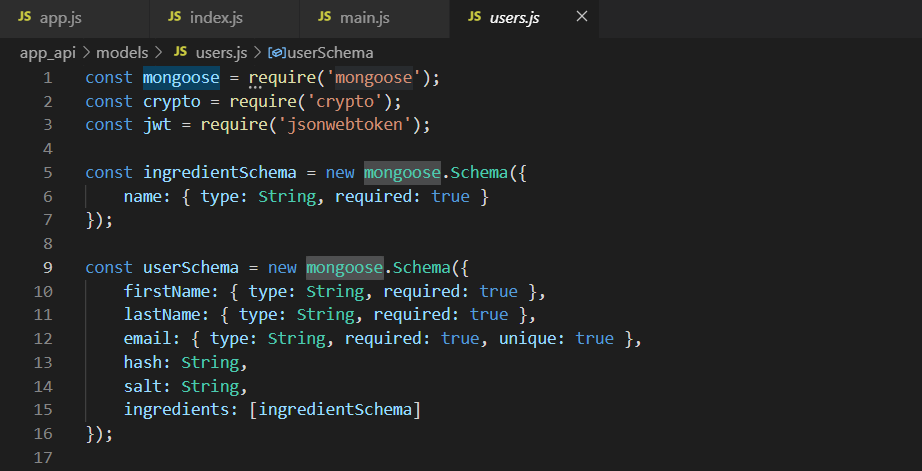 JS app.js JS index.js JS main.js JS users.js ×
app_api > models > JS users.js > userSchema
1 const mongoose = require('mongoose');
2 const crypto = require('crypto');
3 const jwt = require('jsonwebtoken');
4
5 const ingredientSchema = new mongoose.Schema({
6     name: { type: String, required: true }
7 });
8
9 const userSchema = new mongoose.Schema({
10     firstName: { type: String, required: true },
11     lastName: { type: String, required: true },
12     email: { type: String, required: true, unique: true },
13     hash: String,
14     salt: String,
15     ingredients: [ingredientSchema]
16 });
17